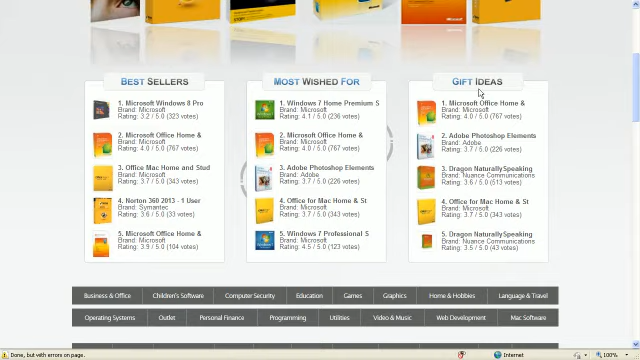 BEST SELLERS
1. Microsoft Windows 8 Pro
Brand: Microsoft
Rating: 3.2 / 5.0 (323 votes)
2. Microsoft Office Home &
Brand: Microsoft
Rating: 4.0 / 5.0 (767 votes)
3. Office Mac Home and Stud
Brand: Microsoft
Rating: 3.7 / 5.0 (343 votes)
4. Norton 360 2013 - 1 User
Brand: Symantec
Rating: 3.6 / 5.0 (33 votes)
5. Microsoft Office Home &
Brand: Microsoft
Rating: 3.9 / 5.0 (104 votes)
MOST WISHED FOR
1. Windows 7 Home Premium S
Brand: Microsoft
Rating: 4.1 / 5.0 (236 votes)
2. Microsoft Office Home &
Brand: Microsoft
Rating: 4.0 / 5.0 (767 votes)
3. Adobe Photoshop Elements
Brand: Adobe
Rating: 3.7 / 5.0 (226 votes)
4. Office for Mac Home & St
Brand: Microsoft
Rating: 3.7 / 5.0 (343 votes)
5. Windows 7 Professional S
Brand: Microsoft
Rating: 4.5 / 5.0 (123 votes)
GIFT IDEAS
1. Microsoft Office Home &
Brand: Microsoft
Rating: 4.0 / 5.0 (767 votes)
2. Adobe Photoshop Elements
Brand: Adobe
Rating: 3.7 / 5.0 (226 votes)
3. Dragon NaturallySpeaking
Brand: Nuance Communications
Rating: 3.6 / 5.0 (513 votes)
4. Office for Mac Home & St
Brand: Microsoft
Rating: 3.7 / 5.0 (343 votes)
5. Dragon NaturallySpeaking
Brand: Nuance Communications
Rating: 3.5 / 5.0 (43 votes)
Business & Office Children's Software Computer Security Education Games Graphics Home & Hobbies Language & Travel
Operating Systems Outlet Personal Finance Programming Utilities Video & Music Web Development Mac Software
Done, but with errors on page. Internet 100%